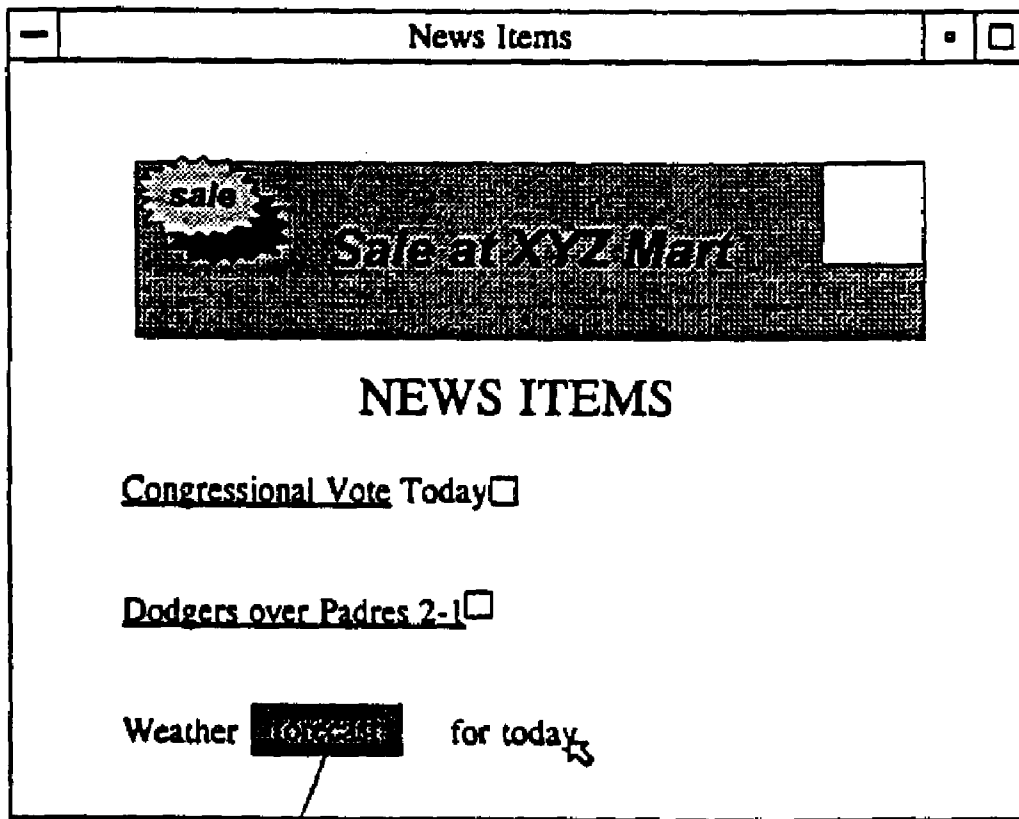 News Items
sale
Sale at XYZ Mart
NEWS ITEMS
Congressional Vote Today
Dodgers over Padres 2-1
Weather forecast for today